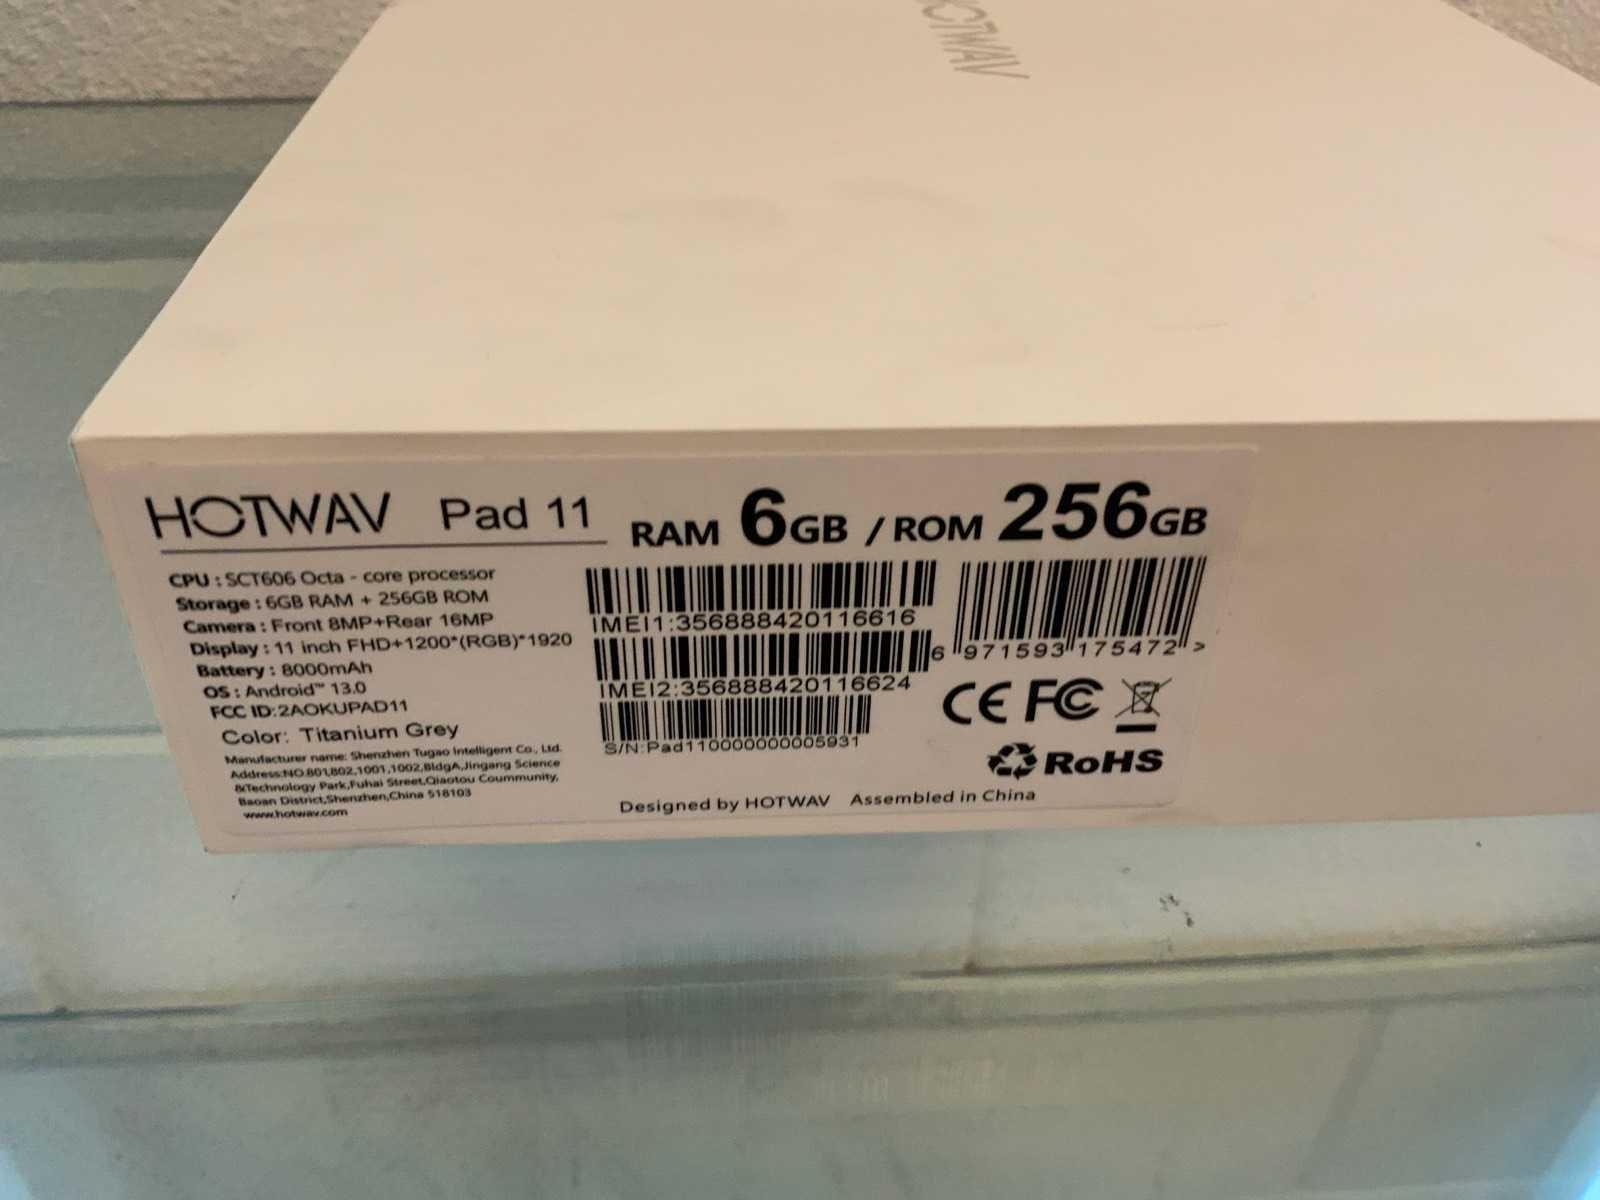 HOTWAV
HOTWAV Pad 11 RAM 6GB / ROM 256GB
CPU : SCT606 Octa - core processor
Storage : 6GB RAM + 256GB ROM
Camera : Front 8MP+Rear 16MP
Display : 11 inch FHD+1200*(RGB)*1920
Battery : 8000mAh
OS : Android™ 13.0
FCC ID:2AOKUPAD11
Color: Titanium Grey
Manufacturer name: Shenzhen Tugao Intelligent Co., Ltd.
Address:NO.801,802,1001,1002,BldgA,Jingang Science
&Technology Park,Fuhai Street,Qiaotou Coummunity,
Baoan District,Shenzhen,China 518103
www.hotwav.com
IMEI1:356888420116616
IMEI2:356888420116624
S/N:Pad110000000005931
6 971593 175472 >
CE FC
RoHS
Designed by HOTWAV Assembled in China